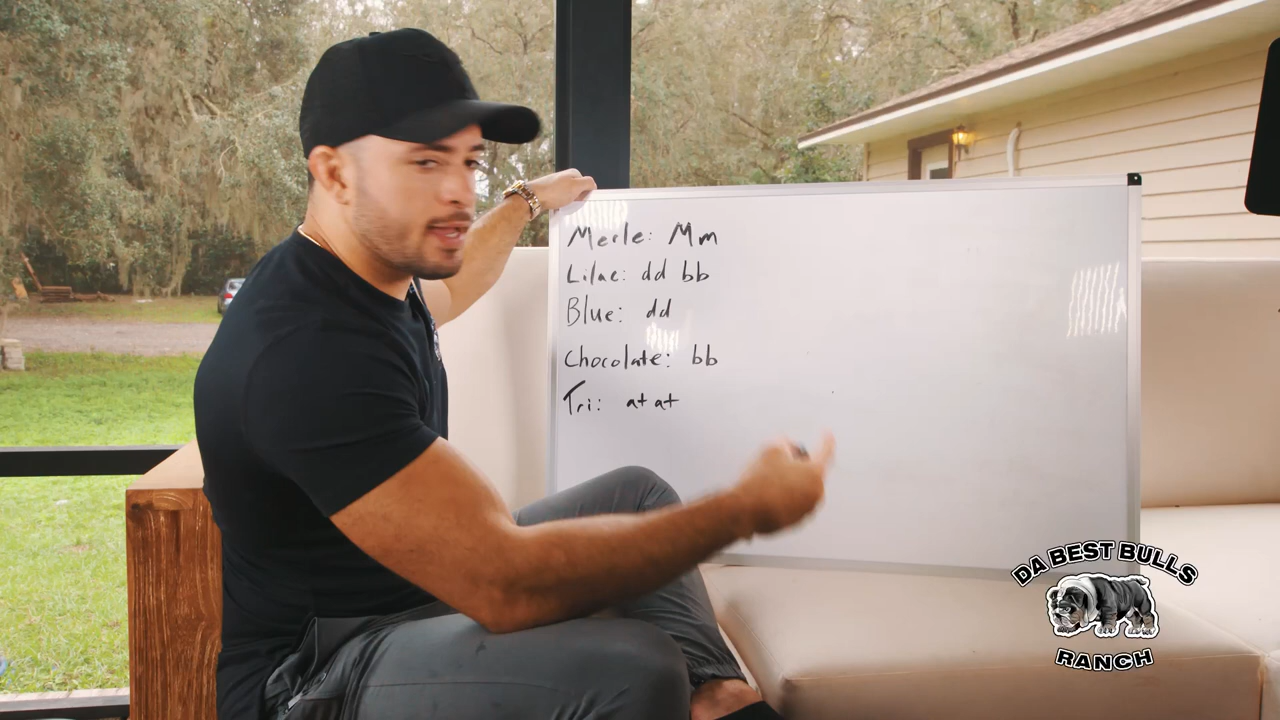 Merle: Mm
Lilac: dd bb
Blue: dd
Chocolate: bb
Tri: at at
DA BEST BULLS
RANCH